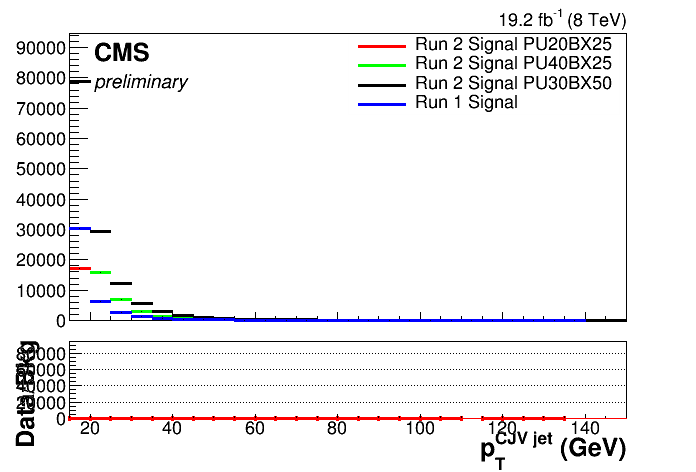 19.2 fb⁻¹ (8 TeV)
CMS
preliminary
Run 2 Signal PU20BX25
Run 2 Signal PU40BX25
Run 2 Signal PU30BX50
Run 1 Signal
90000
80000
70000
60000
50000
40000
30000
20000
10000
0
0
20 40 60 80 100 120 140
p_T^CJV jet (GeV)